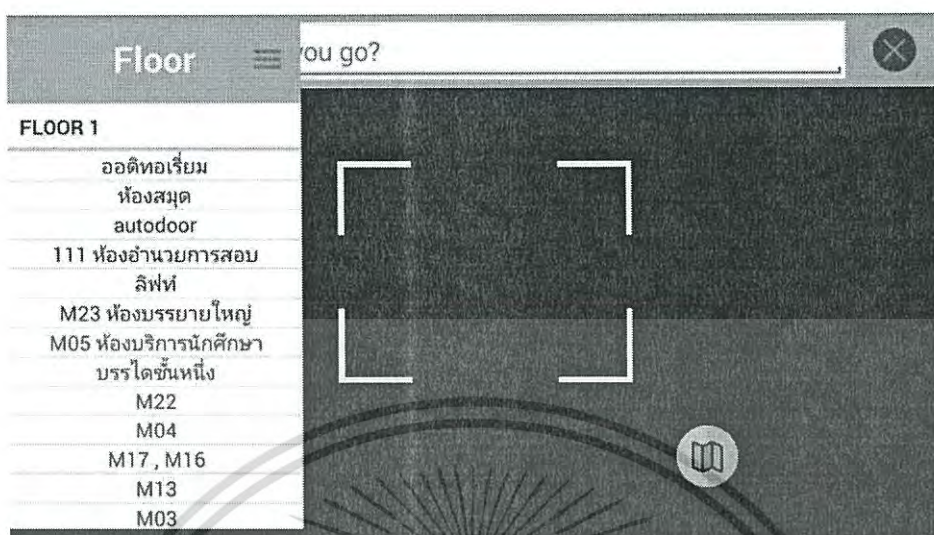 Floor
ou go?
FLOOR 1
ออดิทอเรี่ยม
ห้องสมุด
autodoor
111 ห้องอำนวยการสอบ
ลิฟท์
M23 ห้องบรรยายใหญ่
M05 ห้องบริการนักศึกษา
บรรไดชั้นหนึ่ง
M22
M04
M17 , M16
M13
M03